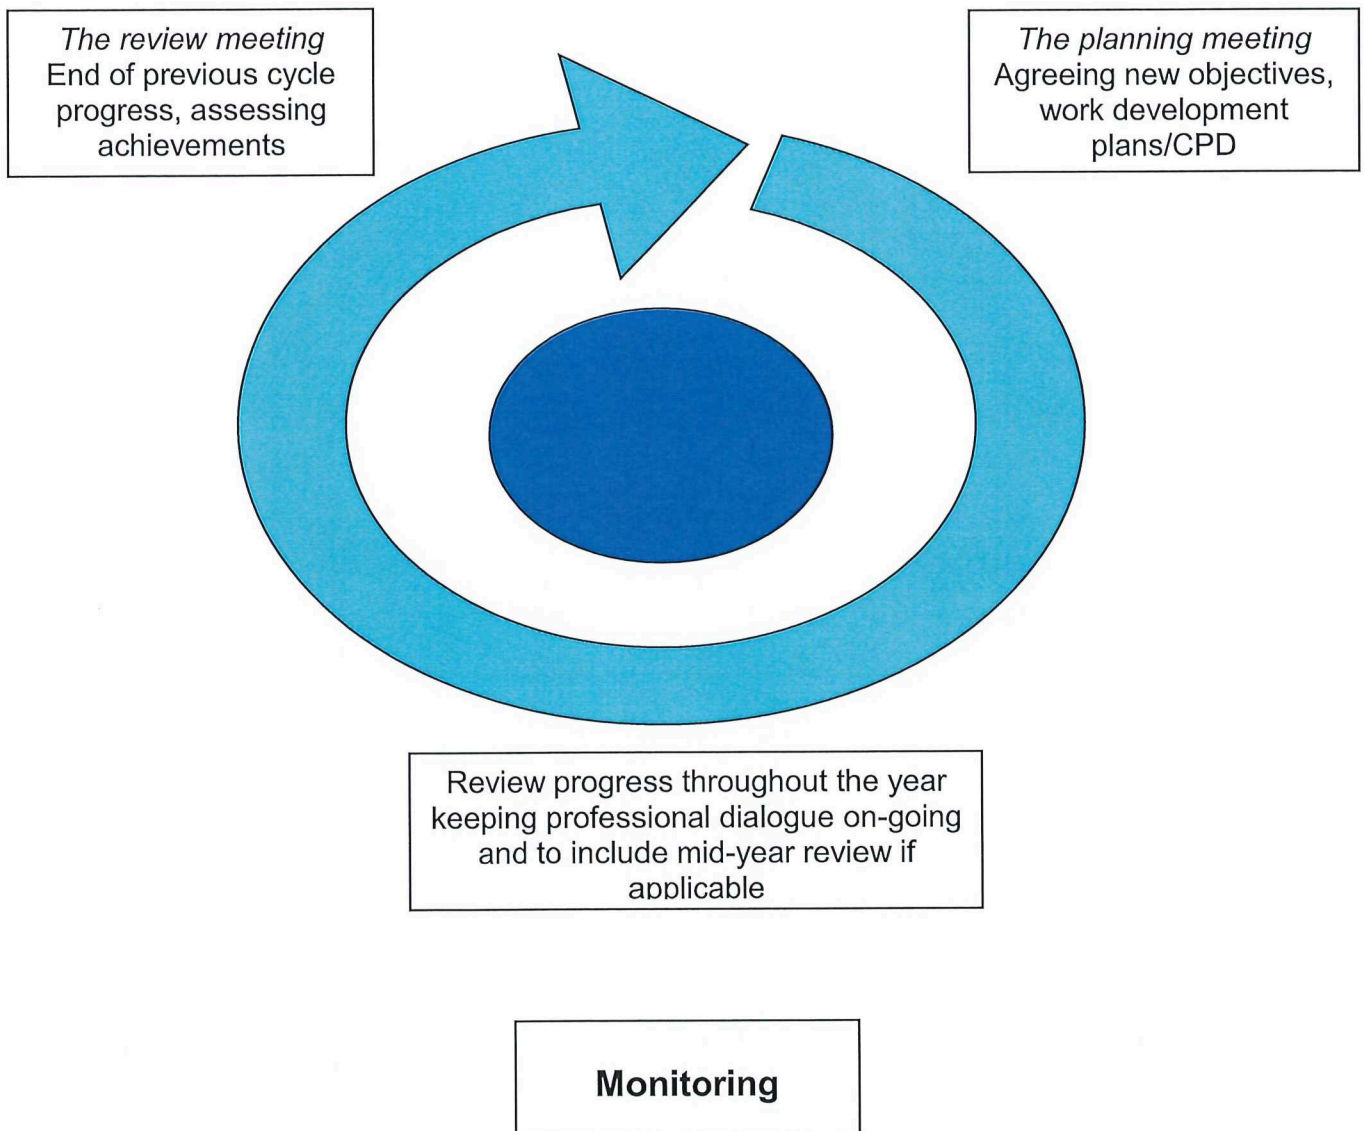 The review meeting
End of previous cycle
progress, assessing
achievements
The planning meeting
Agreeing new objectives,
work development
plans/CPD
Review progress throughout the year
keeping professional dialogue on-going
and to include mid-year review if
applicable
Monitoring